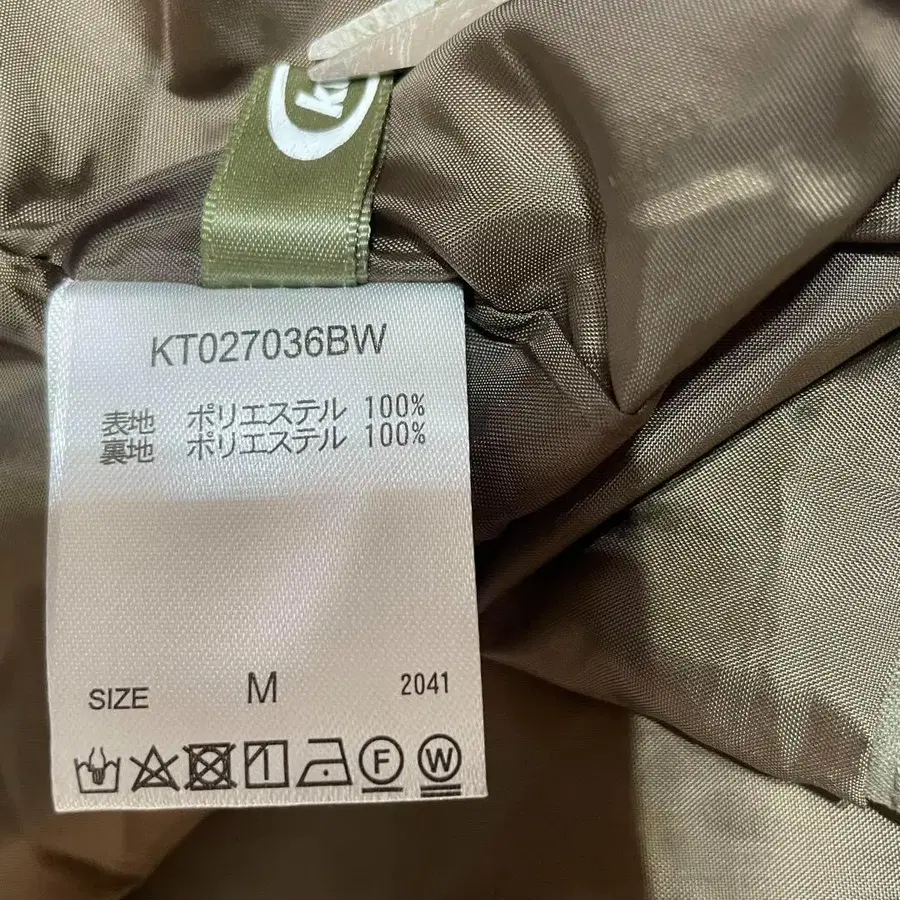 KT027036BW
表地 ポリエステル 100%
裏地 ポリエステル 100%
SIZE M 2041
F W